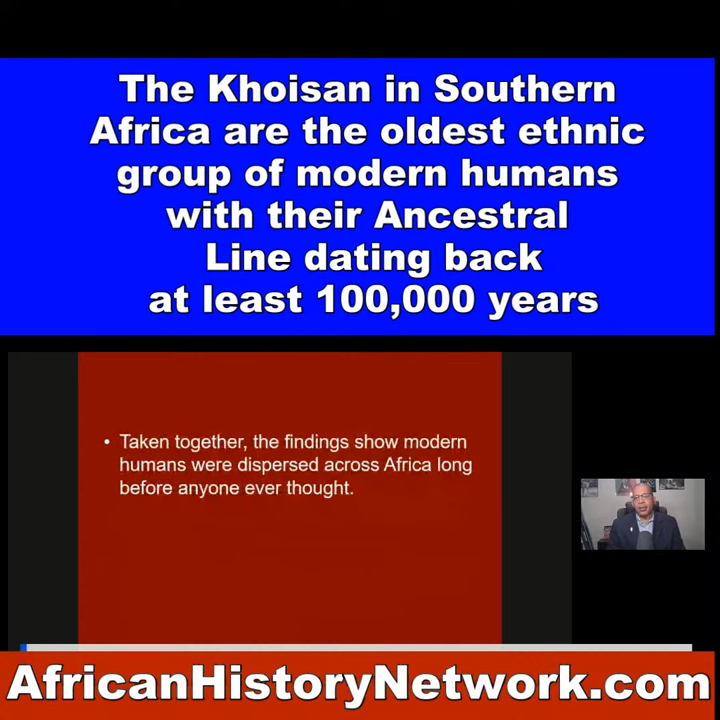 The Khoisan in Southern
Africa are the oldest ethnic
group of modern humans
with their Ancestral
Line dating back
at least 100,000 years
• Taken together, the findings show modern
humans were dispersed across Africa long
before anyone ever thought.
AfricanHistoryNetwork.com